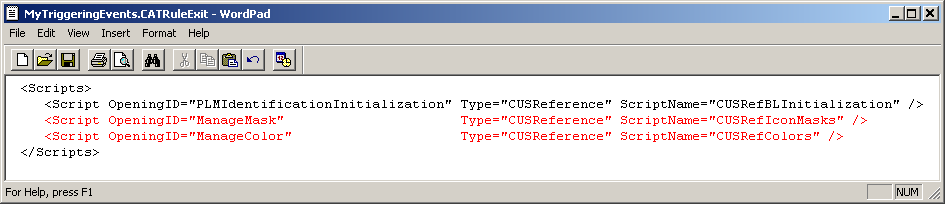 MyTriggeringEvents.CATRuleExit - WordPad
File Edit View Insert Format Help
<Scripts>
<Script OpeningID="PLMIdentificationInitialization" Type="CUSReference" ScriptName="CUSRefBLInitialization" />
<Script OpeningID="ManageMask" Type="CUSReference" ScriptName="CUSRefIconMasks" />
<Script OpeningID="ManageColor" Type="CUSReference" ScriptName="CUSRefColors" />
</Scripts>
For Help, press F1
NUM